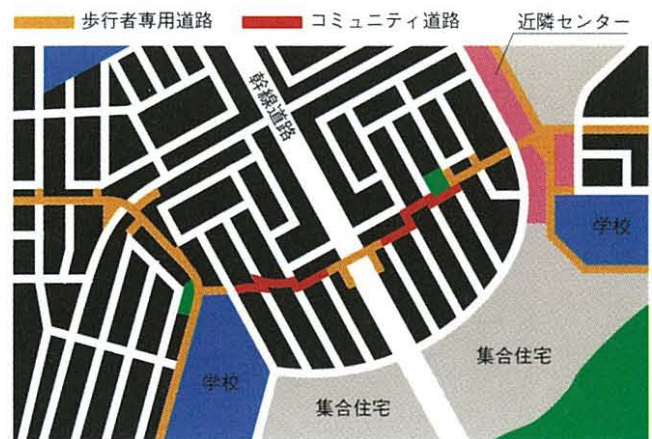 歩行者専用道路
コミュニティ道路
近隣センター
幹線道路
学校
集合住宅
学校
集合住宅